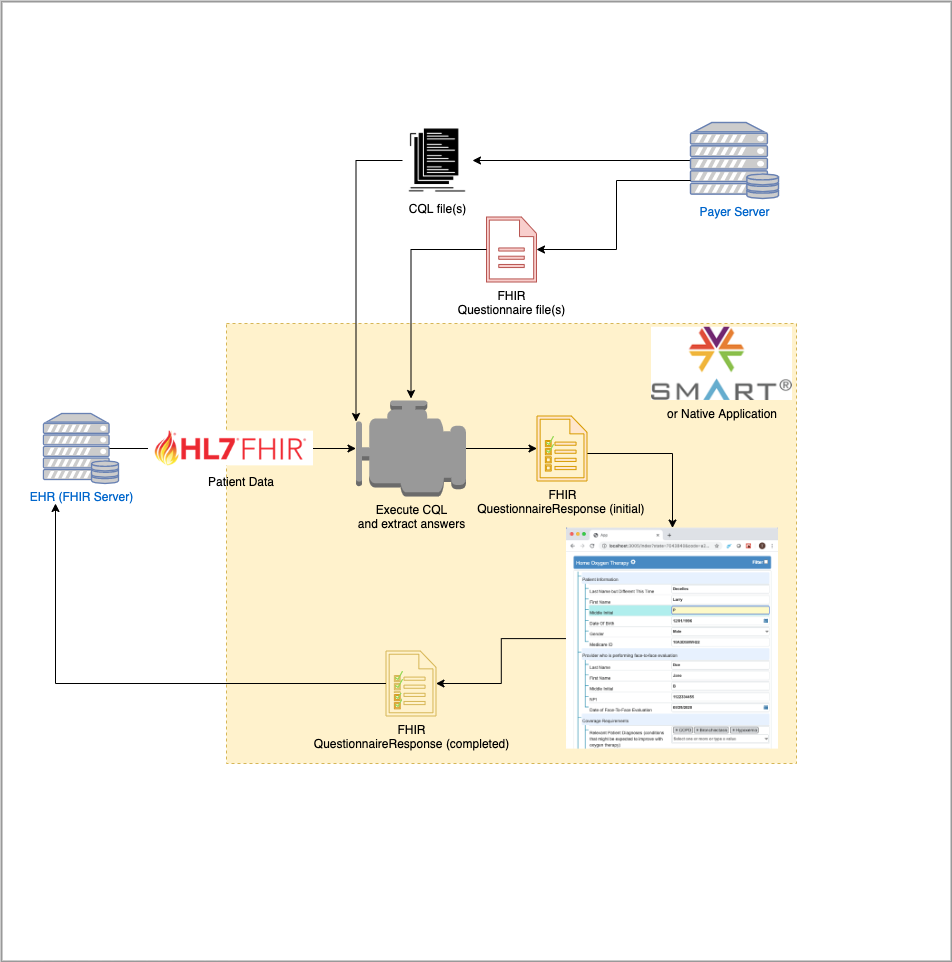 CQL file(s)
Payer Server
FHIR
Questionnaire file(s)
SMART®
or Native Application
HL7 FHIR
Patient Data
EHR (FHIR Server)
Execute CQL
and extract answers
FHIR
QuestionnaireResponse (initial)
Home Oxygen Therapy
Filter
Patient Information
Last Name but Different This Time
First Name
Larry
Middle Initial
P
Date Of Birth
Gender
Male
Medicare ID
Provider who is performing face-to-face evaluation
Last Name
Doe
First Name
Jane
Middle Initial
NPI
Date of Face-To-Face Evaluation
Coverage Requirements
Relevant Patient Diagnoses (conditions
that might be expected to improve with
oxygen therapy)
COPD
Bronchiectasis
Hypoxemia
Select one or more or type a value
FHIR
QuestionnaireResponse (completed)